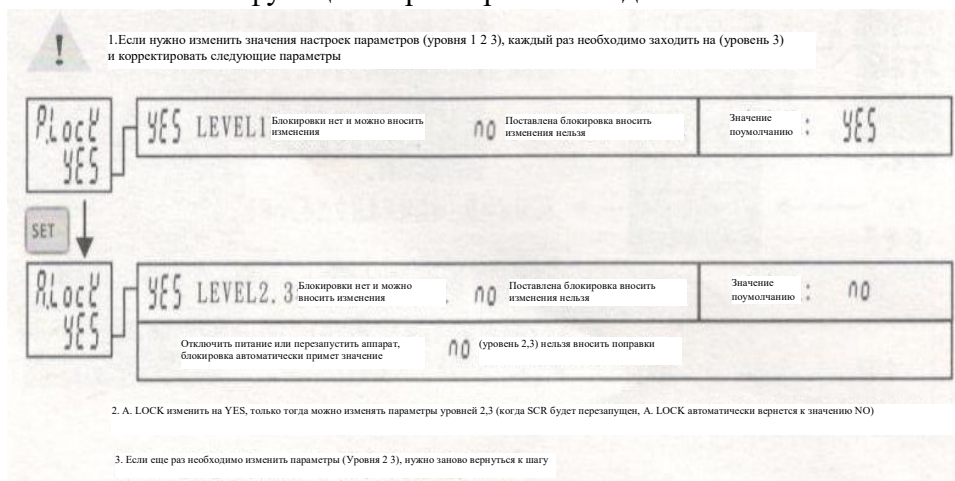 1.Если нужно изменить значения настроек параметров (уровня 1 2 3), каждый раз необходимо заходить на (уровень 3)
и корректировать следующие параметры
P.LocK
YES
YES LEVEL1 Блокировки нет и можно вносить изменения no Поставлена блокировка вносить изменения нельзя Значение поумолчанию : YES
SET
A.LocK
YES
YES LEVEL2. 3 Блокировки нет и можно вносить изменения no Поставлена блокировка вносить изменения нельзя Значение поумолчанию : no
Отключить питание или перезапустить аппарат,
блокировка автоматически примет значение no (уровень 2,3) нельзя вносить поправки
2. A. LOCK изменить на YES, только тогда можно изменять параметры уровней 2,3 (когда SCR будет перезапущен, A. LOCK автоматически вернется к значению NO)
3. Если еще раз необходимо изменить параметры (Уровня 2 3), нужно заново вернуться к шагу